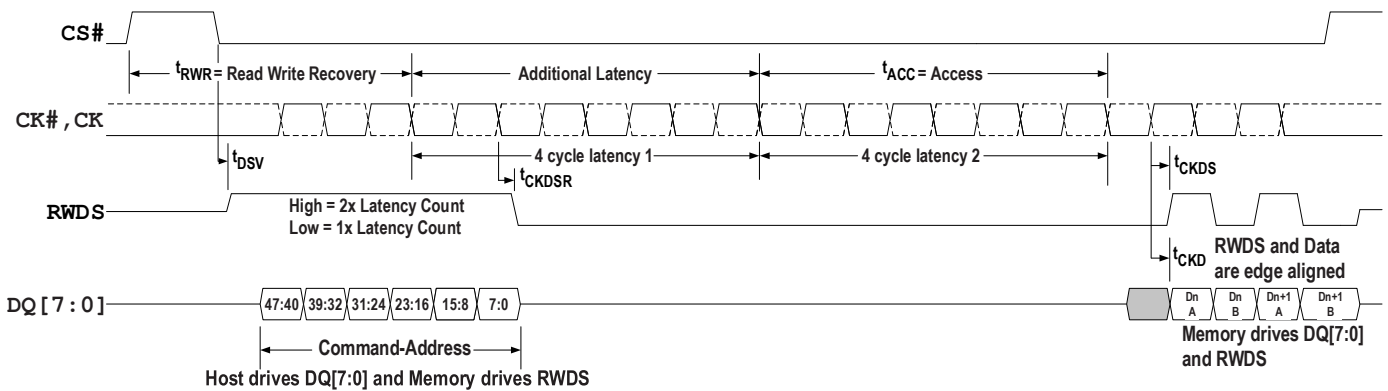 CS#
tRWR= Read Write Recovery
Additional Latency
tACC= Access
CK#,CK
tDSV
4 cycle latency 1
4 cycle latency 2
tCKDSR
tCKDS
RWDS
High = 2x Latency Count
Low = 1x Latency Count
tCKD
RWDS and Data
are edge aligned
DQ[7:0]
47:40 39:32 31:24 23:16 15:8 7:0
Dn A
Dn B
Dn+1 A
Dn+1 B
Command-Address
Memory drives DQ[7:0]
and RWDS
Host drives DQ[7:0] and Memory drives RWDS